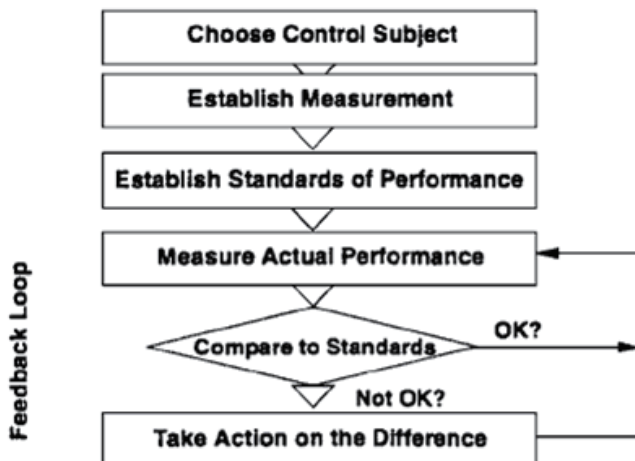 Choose Control Subject
Establish Measurement
Establish Standards of Performance
Measure Actual Performance
Feedback Loop
Compare to Standards
OK?
Not OK?
Take Action on the Difference